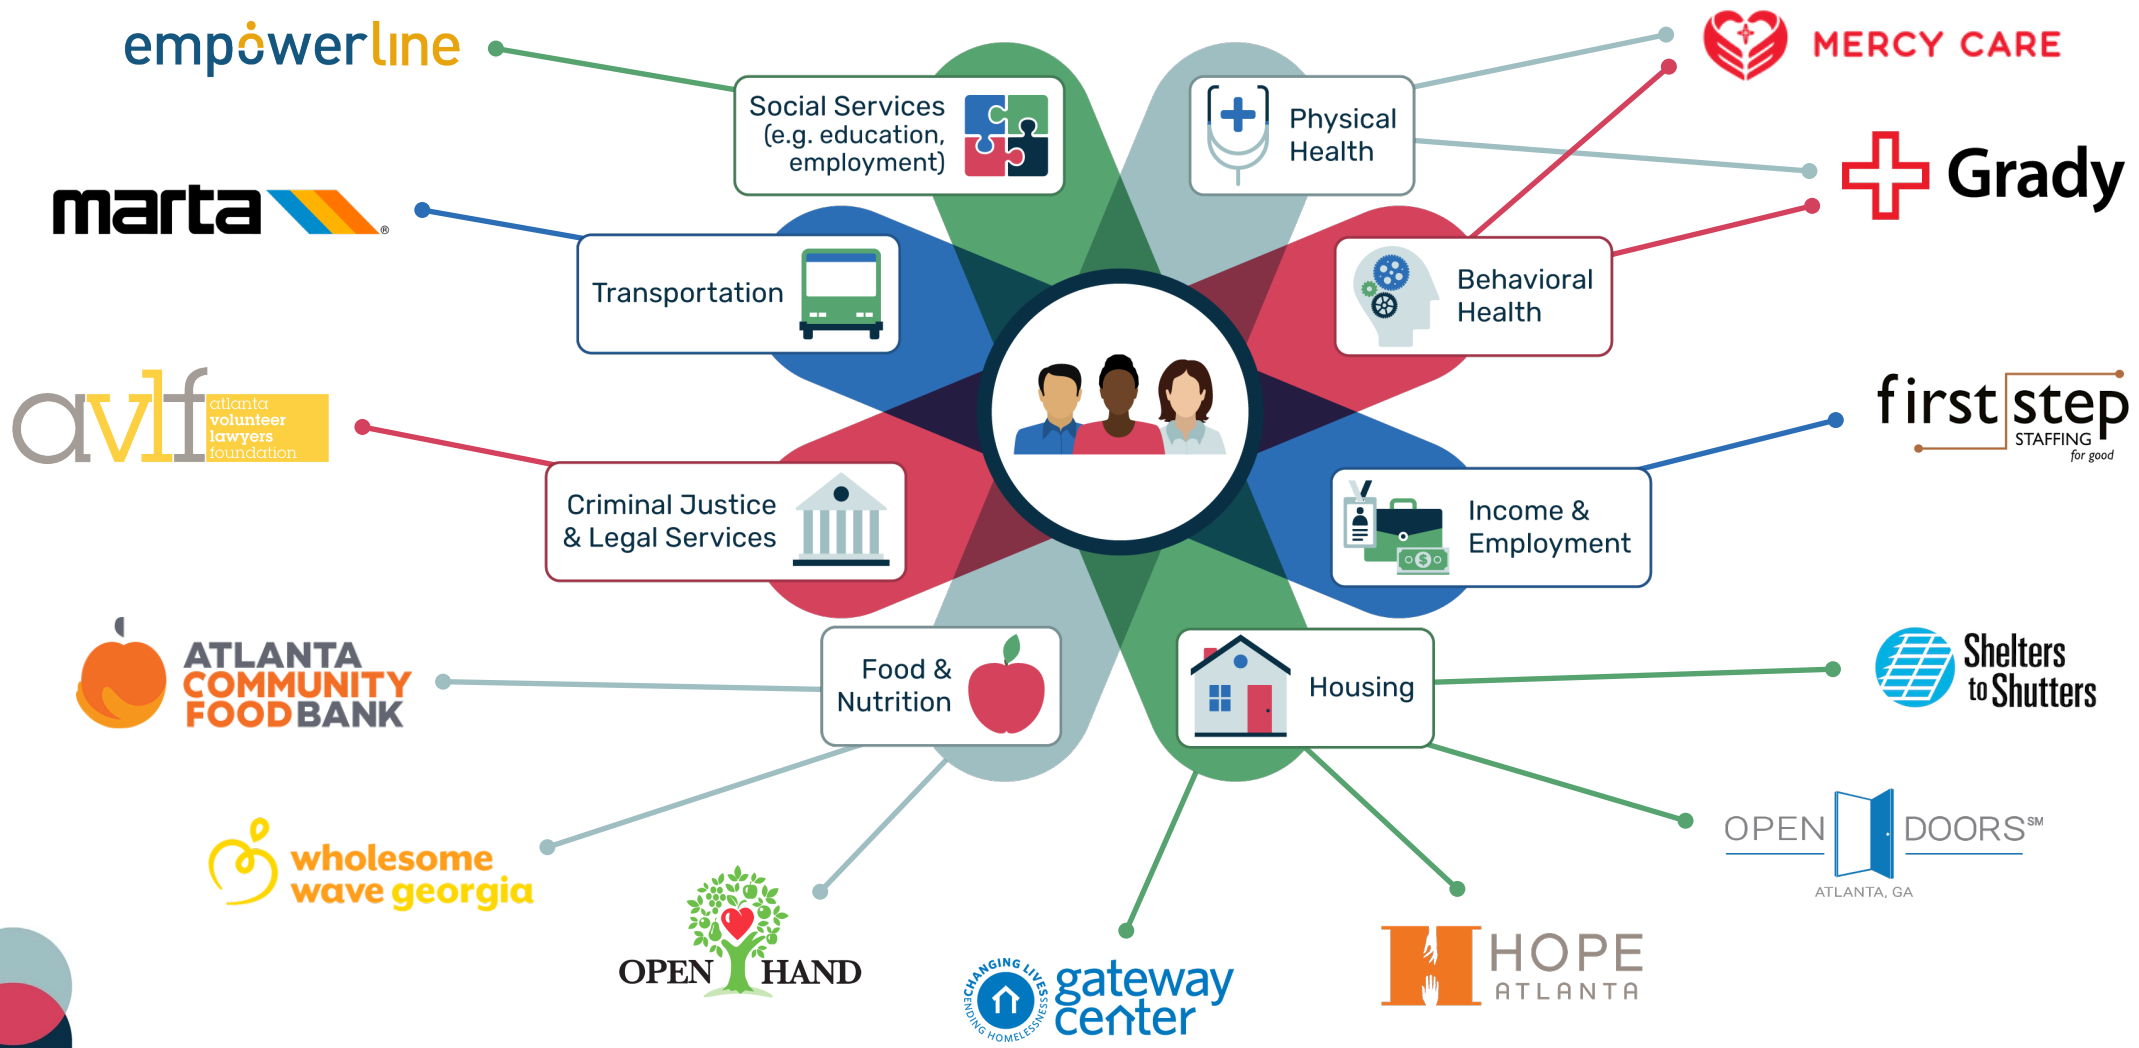 empowerline
Social Services
(e.g. education,
employment)
Physical
Health
MERCY CARE
Grady
marta
®
Transportation
Behavioral
Health
avlf
atlanta
volunteer
lawyers
foundation
first step
STAFFING
for good
Criminal Justice
& Legal Services
Income &
Employment
ATLANTA
COMMUNITY
FOOD BANK
Food &
Nutrition
Housing
Shelters
to Shutters
wholesome
wave georgia
OPEN DOORS℠
ATLANTA, GA
OPEN HAND
CHANGING LIVES
ENDING HOMELESSNESS
gateway
center
HOPE
ATLANTA